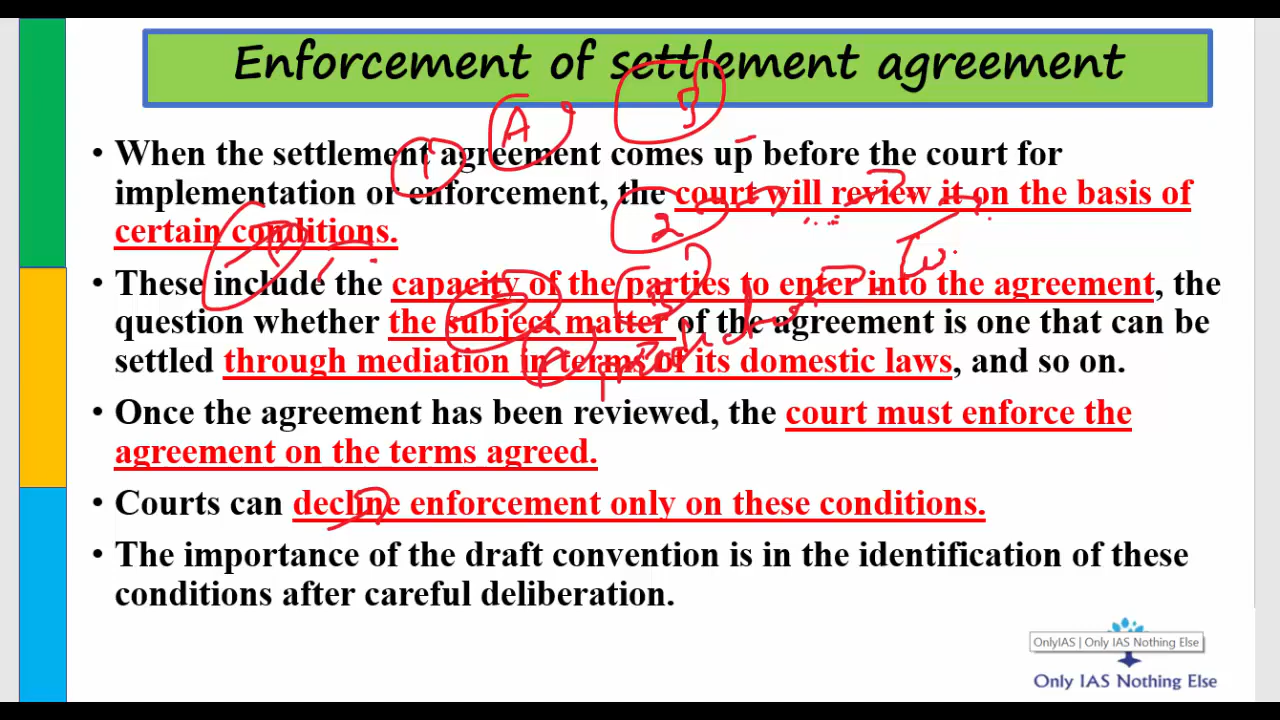 Enforcement of settlement agreement
• When the settlement agreement comes up before the court for
implementation or enforcement, the court will review it on the basis of
certain conditions.
• These include the capacity of the parties to enter into the agreement, the
question whether the subject matter of the agreement is one that can be
settled through mediation in terms of its domestic laws, and so on.
• Once the agreement has been reviewed, the court must enforce the
agreement on the terms agreed.
• Courts can decline enforcement only on these conditions.
• The importance of the draft convention is in the identification of these
conditions after careful deliberation.
A
1
2
OnlyIAS | Only IAS Nothing Else
Only IAS Nothing Else